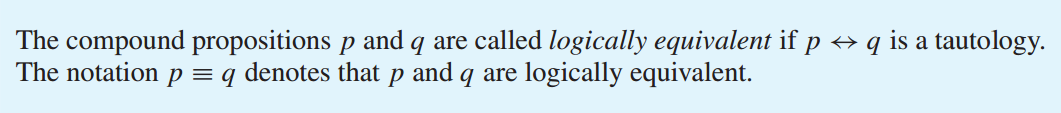 The compound propositions p and q are called logically equivalent if p ↔ q is a tautology.
The notation p ≡ q denotes that p and q are logically equivalent.